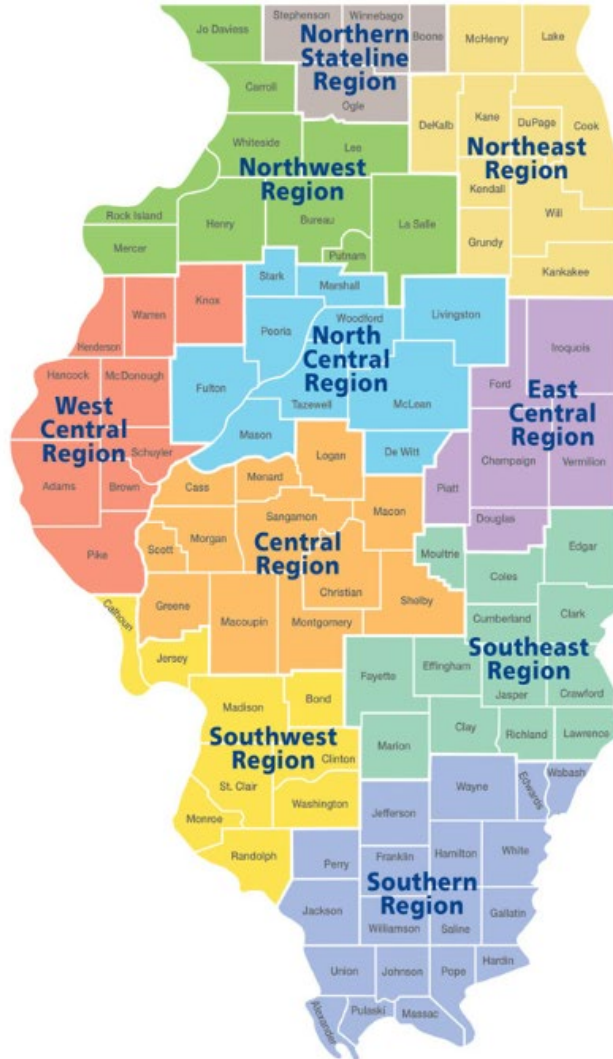 Jo Daviess
Stephenson
Winnebago
Boone
McHenry
Lake
Northern
Stateline
Region
Carroll
Ogle
DeKalb
Kane
DuPage
Cook
Northeast
Region
Whiteside
Lee
Northwest
Region
Kendall
Will
Rock Island
Henry
Bureau
La Salle
Grundy
Mercer
Putnam
Kankakee
Stark
Marshall
Knox
Warren
Henderson
Peoria
Woodford
Livingston
Iroquois
North
Central
Region
Ford
Hancock
McDonough
Fulton
Tazewell
McLean
East
Central
Region
West
Central
Region
Mason
De Witt
Schuyler
Logan
Champaign
Vermilion
Adams
Brown
Cass
Menard
Piatt
Sangamon
Macon
Douglas
Central
Region
Pike
Scott
Morgan
Moultrie
Edgar
Christian
Coles
Greene
Macoupin
Montgomery
Shelby
Cumberland
Clark
Calhoun
Jersey
Southeast
Region
Fayette
Effingham
Jasper
Crawford
Madison
Bond
Southwest
Region
Clinton
Marion
Clay
Richland
Lawrence
St. Clair
Washington
Wayne
Edwards
Wabash
Monroe
Jefferson
Randolph
Perry
Franklin
Hamilton
White
Southern
Region
Jackson
Williamson
Saline
Gallatin
Union
Johnson
Pope
Hardin
Alexander
Pulaski
Massac